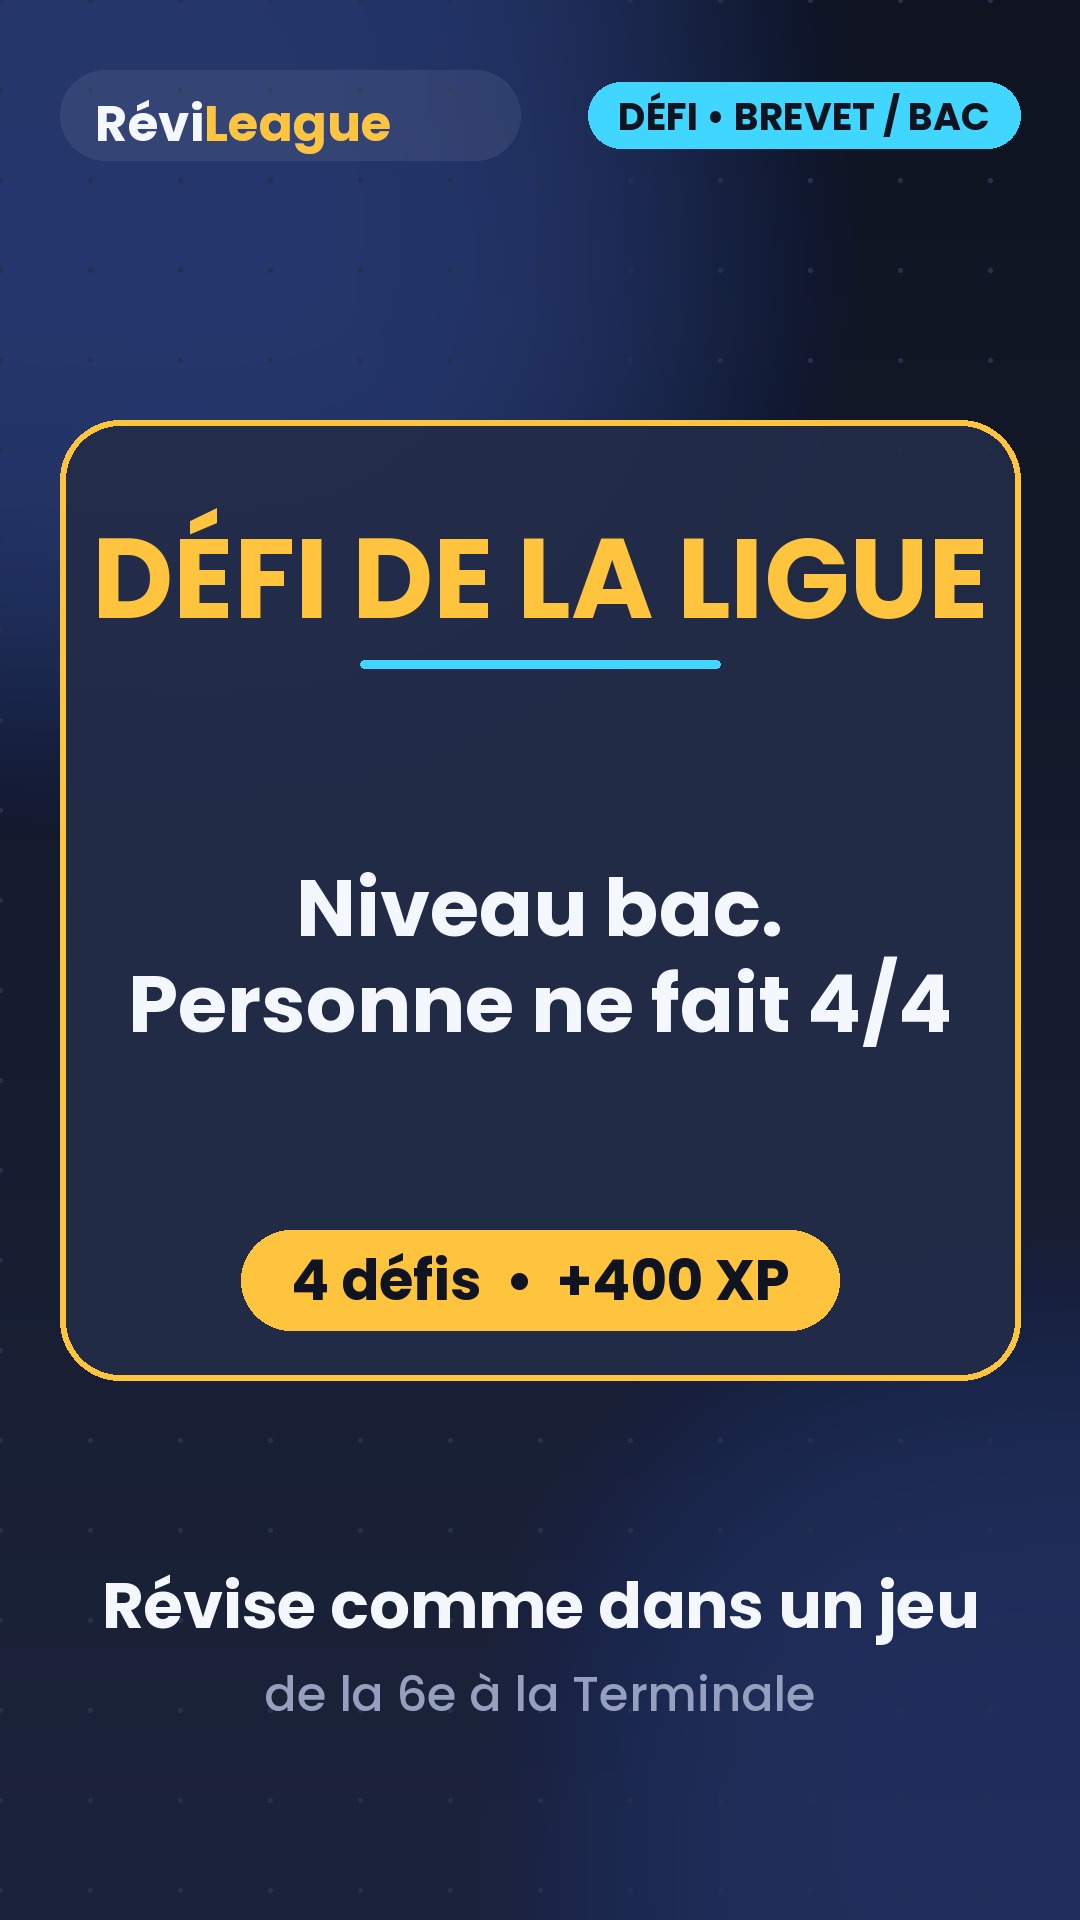 RéviLeague
DÉFI • BREVET / BAC
DÉFI DE LA LIGUE
Niveau bac.
Personne ne fait 4/4
4 défis • +400 XP
Révise comme dans un jeu
de la 6e à la Terminale